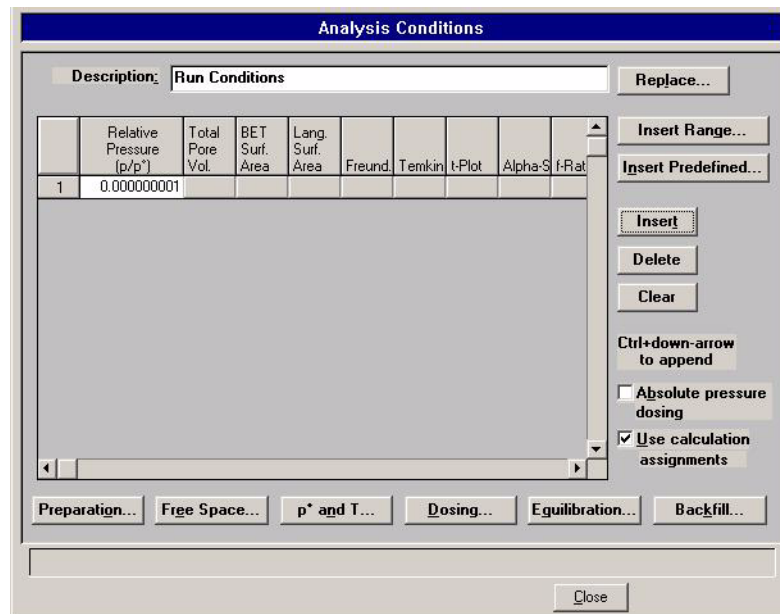 Analysis Conditions
Description: Run Conditions
Replace...
Relative Pressure (p/p°)
Total Pore Vol.
BET Surf. Area
Lang. Surf. Area
Freund.
Temkin
t-Plot
Alpha-S
f-Rat
1 0.000000001
Insert Range...
Insert Predefined...
Insert
Delete
Clear
Ctrl+down-arrow
to append
Absolute pressure
dosing
Use calculation
assignments
Preparation... Free Space... p° and T... Dosing... Equilibration... Backfill...
Close